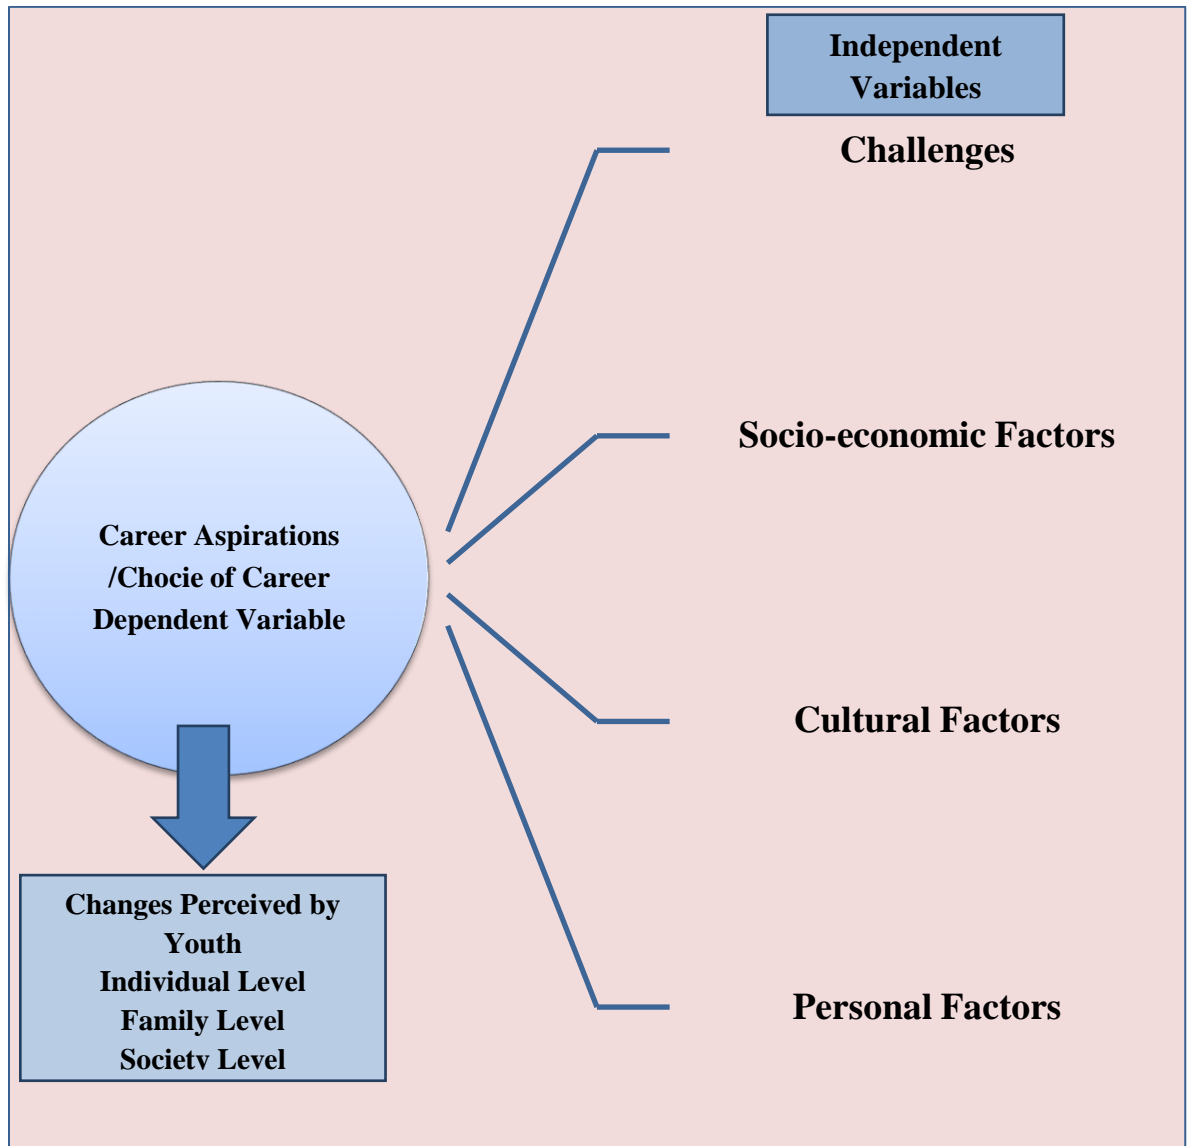 Independent
Variables
Challenges
Socio-economic Factors
Career Aspirations
/Chocie of Career
Dependent Variable
Cultural Factors
Changes Perceived by
Youth
Individual Level
Family Level
Society Level
Personal Factors